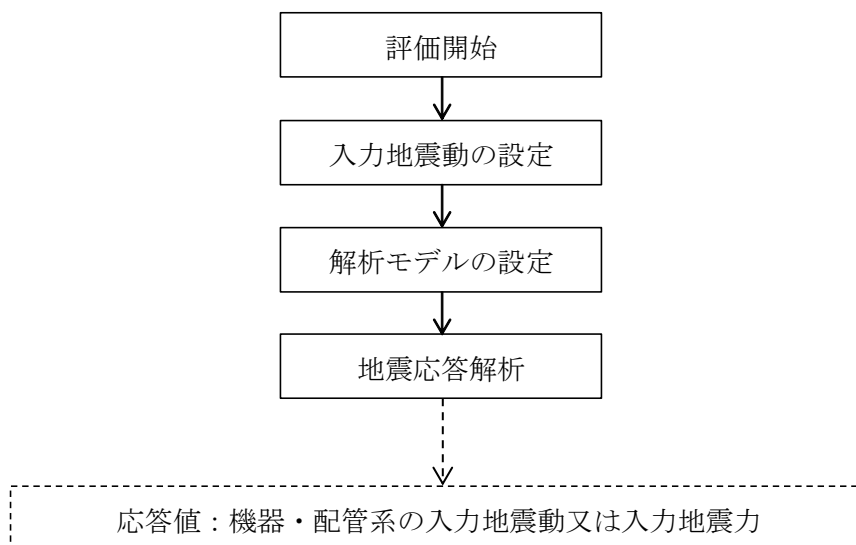 評価開始
入力地震動の設定
解析モデルの設定
地震応答解析
応答値：機器・配管系の入力地震動又は入力地震力